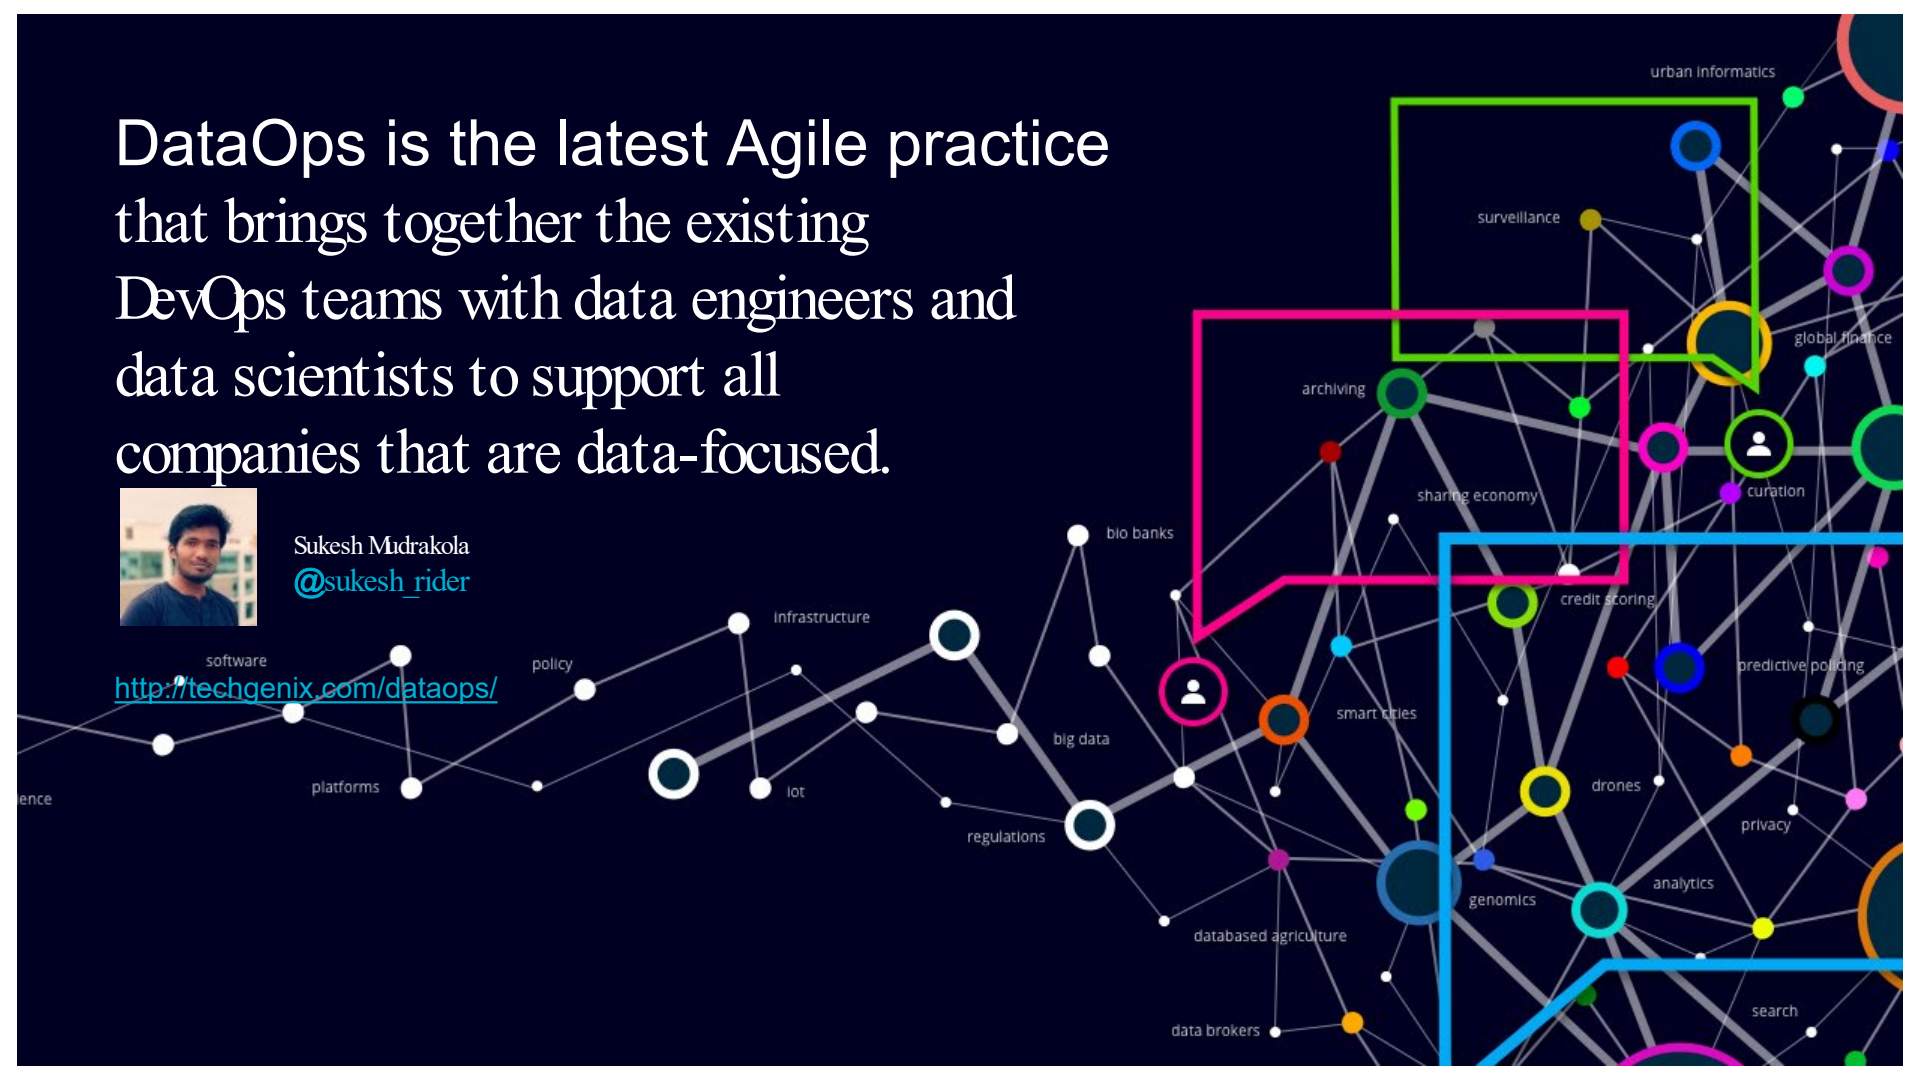 DataOps is the latest Agile practice
that brings together the existing
DevOps teams with data engineers and
data scientists to support all
companies that are data-focused.
Sukesh Mudrakola
@sukesh_rider
http://techgenix.com/dataops/
urban informatics
surveillance
global finance
archiving
sharing economy
curation
bio banks
credit scoring
infrastructure
software
policy
predictive policing
smart cities
big data
platforms
iot
drones
ience
regulations
privacy
analytics
genomics
databased agriculture
search
data brokers